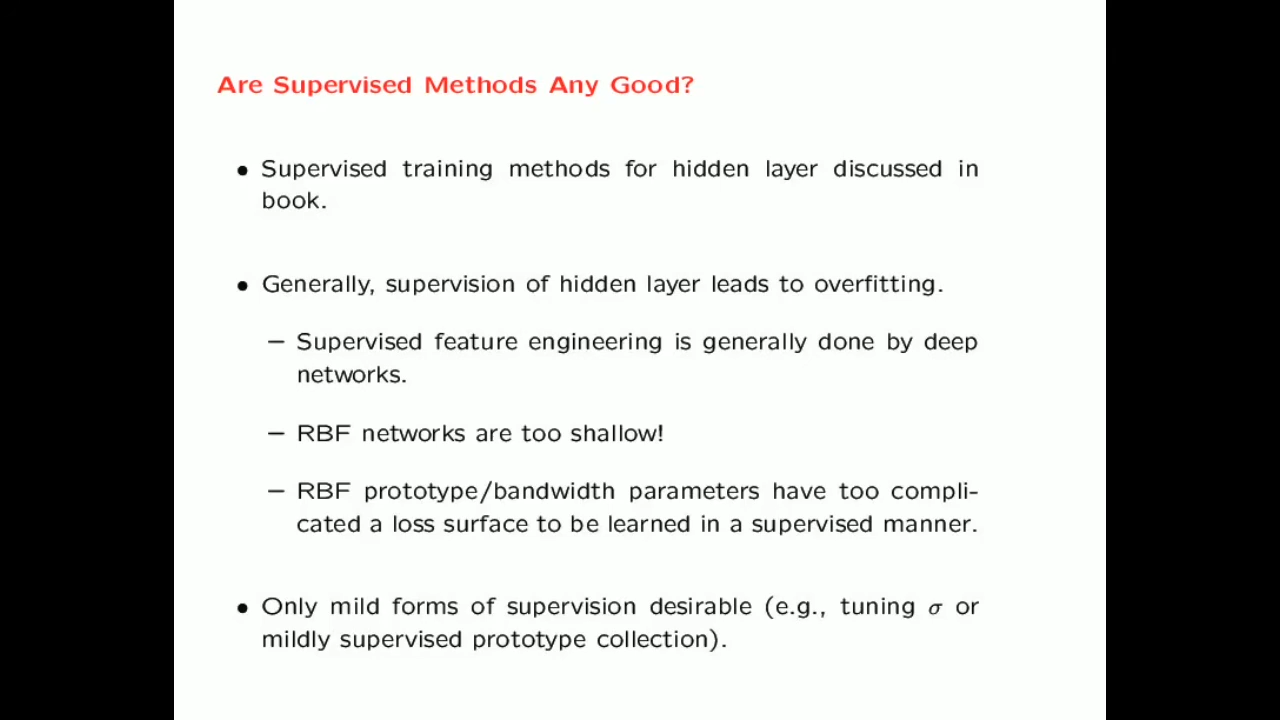 Are Supervised Methods Any Good?
• Supervised training methods for hidden layer discussed in
book.
• Generally, supervision of hidden layer leads to overfitting.
– Supervised feature engineering is generally done by deep
networks.
– RBF networks are too shallow!
– RBF prototype/bandwidth parameters have too compli-
cated a loss surface to be learned in a supervised manner.
• Only mild forms of supervision desirable (e.g., tuning σ or
mildly supervised prototype collection).